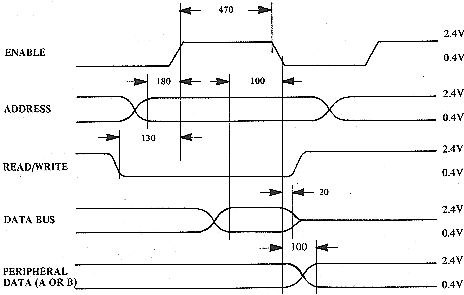 470
2.4V
ENABLE
0.4V
180
100
2.4V
ADDRESS
0.4V
130
2.4V
READ/WRITE
0.4V
20
2.4V
DATA BUS
0.4V
100
2.4V
PERIPHERAL
DATA (A OR B)
0.4V